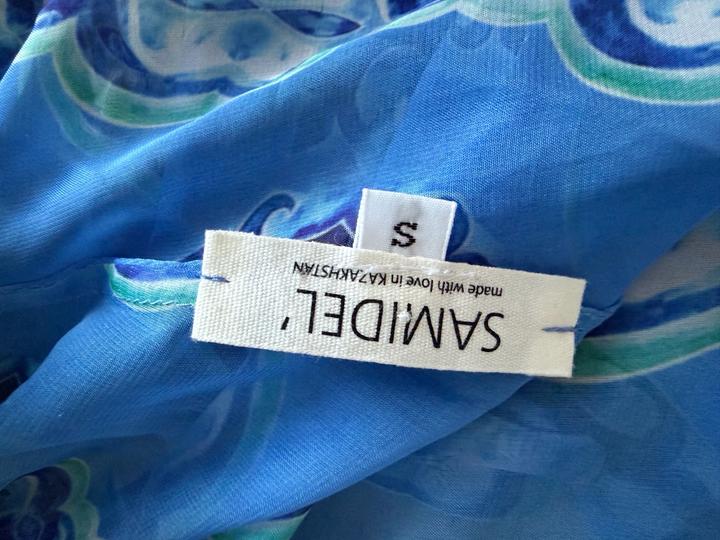 SAMIDEL'
made with love in KAZAKHSTAN
S